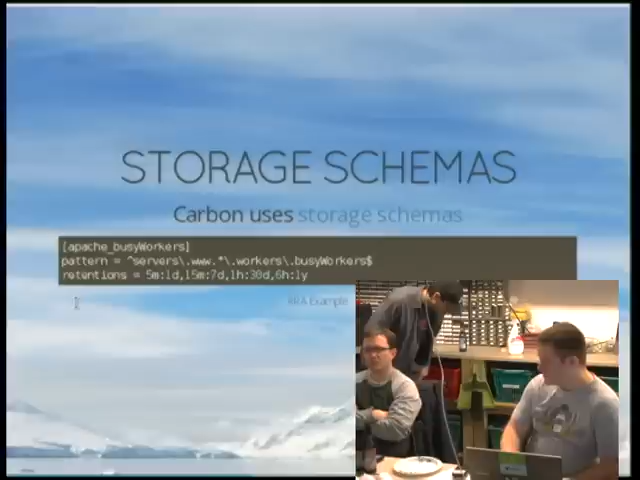 STORAGE SCHEMAS
Carbon uses storage schemas
[apache_busyWorkers]
pattern = ^servers\.www.*\.workers\.busyWorkers$
retentions = 5m:1d,15m:7d,1h:30d,6h:1y
RRA Example